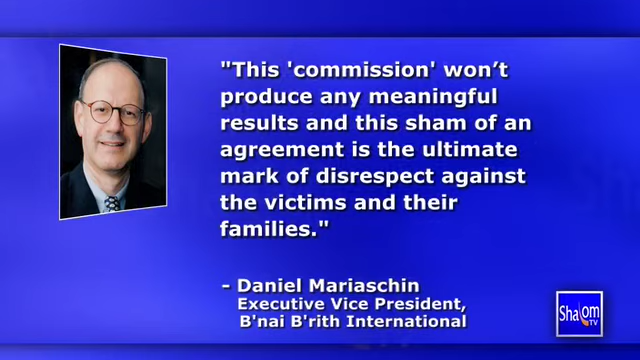 "This 'commission' won’t
produce any meaningful
results and this sham of an
agreement is the ultimate
mark of disrespect against
the victims and their
families."
- Daniel Mariaschin
Executive Vice President,
B'nai B'rith International
Shalom
TV